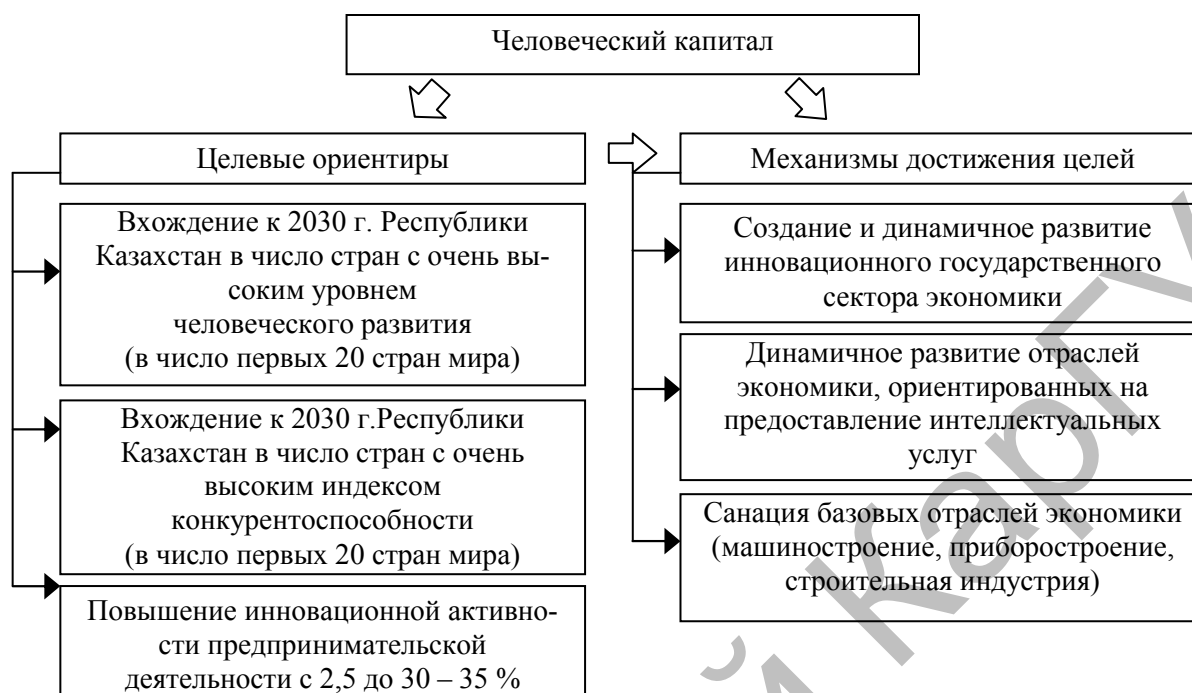 Человеческий капитал
Целевые ориентиры
Вхождение к 2030 г. Республики
Казахстан в число стран с очень вы-
соким уровнем
человеческого развития
(в число первых 20 стран мира)
Вхождение к 2030 г.Республики
Казахстан в число стран с очень
высоким индексом
конкурентоспособности
(в число первых 20 стран мира)
Повышение инновационной активно-
сти предпринимательской
деятельности с 2,5 до 30 – 35 %
Механизмы достижения целей
Создание и динамичное развитие
инновационного государственного
сектора экономики
Динамичное развитие отраслей
экономики, ориентированных на
предоставление интеллектуальных
услуг
Санация базовых отраслей экономики
(машиностроение, приборостроение,
строительная индустрия)
й КарГУ